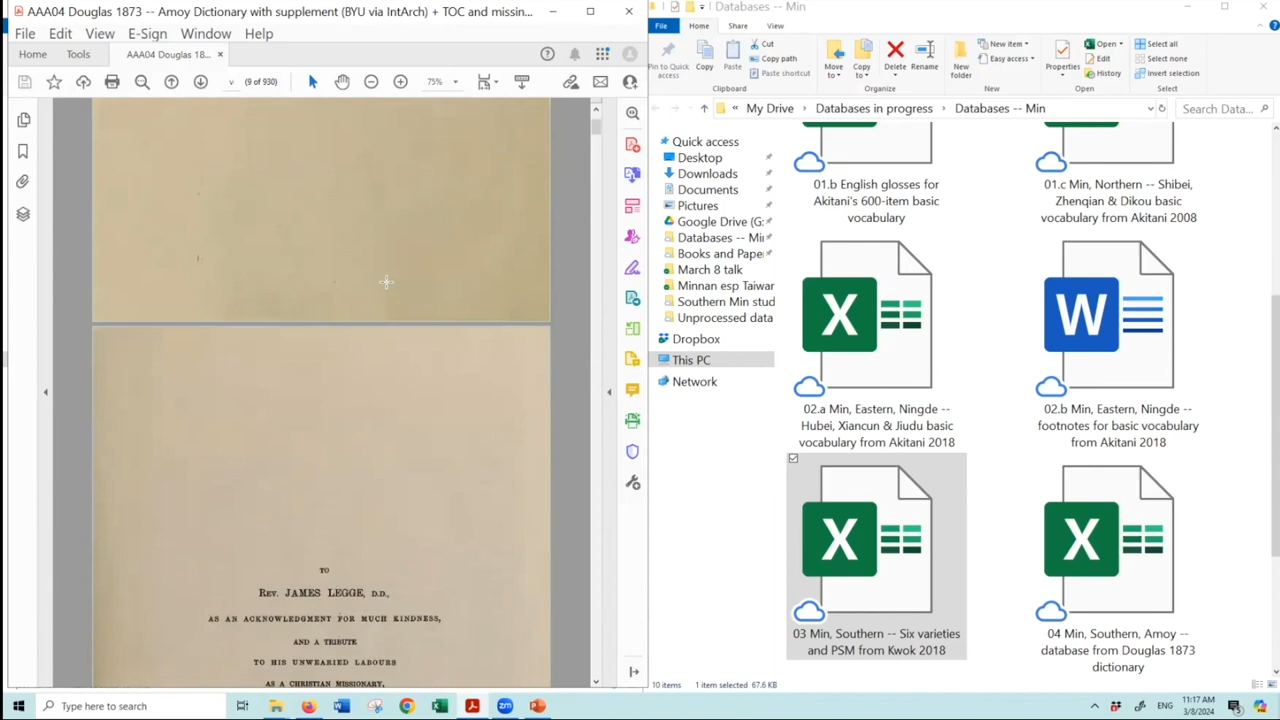 AAA04 Douglas 1873 -- Amoy Dictionary with supplement (BYU via IntArch) + TOC and missin...
Databases -- Min
File Edit View E-Sign Window Help
File Home Share View
Home Tools AAA04 Douglas 18...
Pin to Quick access
Copy
Paste
Cut
Copy path
Paste shortcut
Move to
Copy to
Delete
Rename
New folder
New item
Easy access
Properties
Open
Edit
History
Select all
Select none
Invert selection
Clipboard Organize New Open Select
(9 of 930)
« My Drive > Databases in progress > Databases -- Min
Search Data...
Quick access
Desktop
Downloads
Documents
Pictures
Google Drive (G:
Databases -- Mi
Books and Pape
March 8 talk
Minnan esp Taiwar
Southern Min stud
Unprocessed data
Dropbox
This PC
Network
01.b English glosses for
Akitani's 600-item basic
vocabulary
01.c Min, Northern -- Shibei,
Zhenqian & Dikou basic
vocabulary from Akitani 2008
02.a Min, Eastern, Ningde --
Hubei, Xiancun & Jiudu basic
vocabulary from Akitani 2018
02.b Min, Eastern, Ningde --
footnotes for basic vocabulary
from Akitani 2018
03 Min, Southern -- Six varieties
and PSM from Kwok 2018
04 Min, Southern, Amoy --
database from Douglas 1873
dictionary
TO
REV. JAMES LEGGE, D.D.,
AS AN ACKNOWLEDGMENT FOR MUCH KINDNESS,
AND A TRIBUTE
TO HIS UNWEARIED LABOURS
AS A CHRISTIAN MISSIONARY,
10 items 1 item selected 67.6 KB
Type here to search
ENG
11:17 AM
3/8/2024